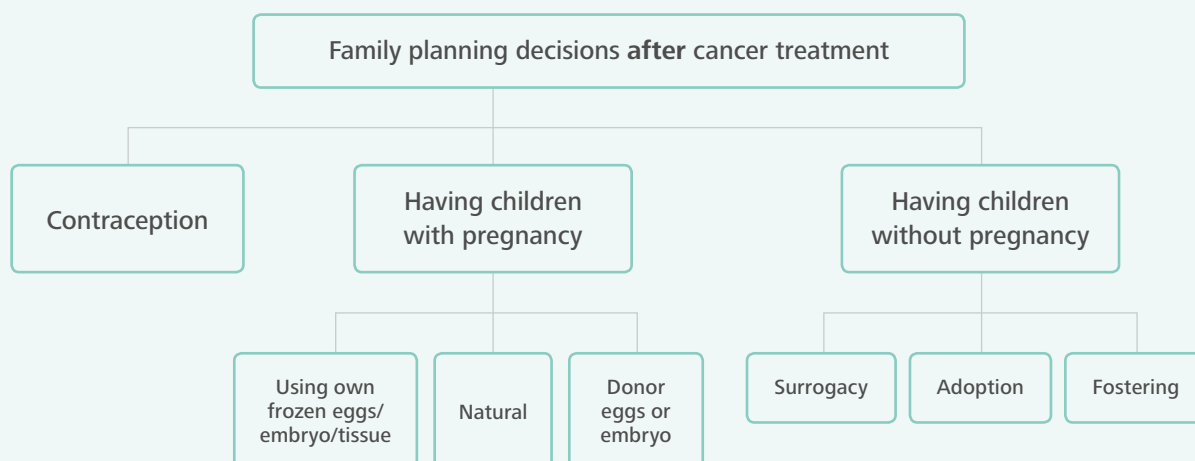 Family planning decisions after cancer treatment
Contraception
Having children
with pregnancy
Having children
without pregnancy
Using own
frozen eggs/
embryo/tissue
Natural
Donor
eggs or
embryo
Surrogacy
Adoption
Fostering